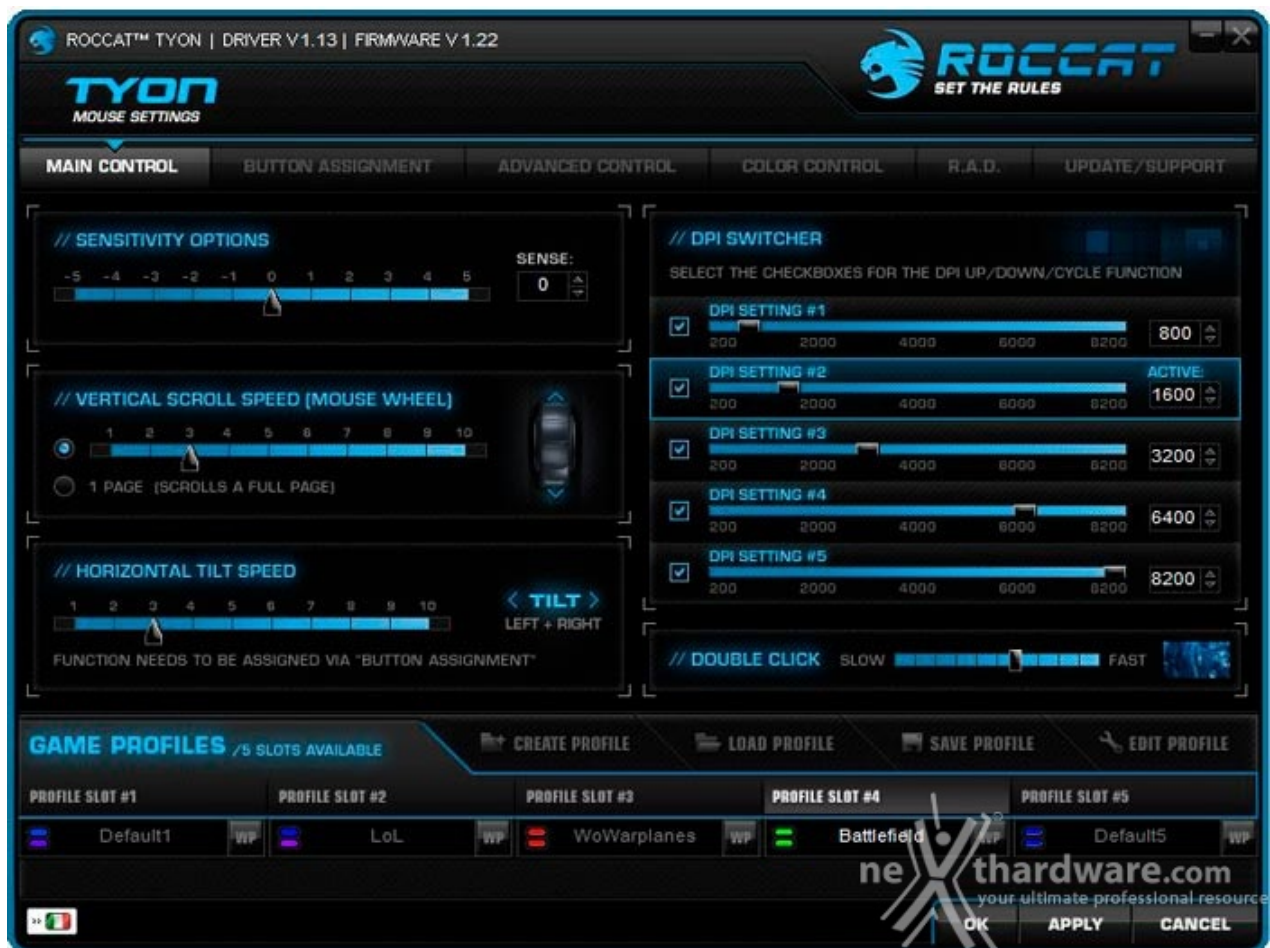 ROCCAT™ TYON | DRIVER V1.13 | FIRMWARE V 1.22
ROCCAT
SET THE RULES
TYON
MOUSE SETTINGS
MAIN CONTROL BUTTON ASSIGNMENT ADVANCED CONTROL COLOR CONTROL R.A.D. UPDATE/SUPPORT
// SENSITIVITY OPTIONS
-5 -4 -3 -2 -1 0 1 2 3 4 5
SENSE:
0
// VERTICAL SCROLL SPEED (MOUSE WHEEL)
1 2 3 4 5 6 7 8 9 10
1 PAGE (SCROLLS A FULL PAGE)
// HORIZONTAL TILT SPEED
1 2 3 4 5 6 7 8 9 10
< TILT >
LEFT + RIGHT
FUNCTION NEEDS TO BE ASSIGNED VIA "BUTTON ASSIGNMENT"
// DPI SWITCHER
SELECT THE CHECKBOXES FOR THE DPI UP/DOWN/CYCLE FUNCTION
DPI SETTING #1
200 2000 4000 6000 8200
800
DPI SETTING #2
ACTIVE:
200 2000 4000 6000 8200
1600
DPI SETTING #3
200 2000 4000 6000 8200
3200
DPI SETTING #4
200 2000 4000 6000 8200
6400
DPI SETTING #5
200 2000 4000 6000 8200
8200
// DOUBLE CLICK SLOW FAST
GAME PROFILES /5 SLOTS AVAILABLE
CREATE PROFILE LOAD PROFILE SAVE PROFILE EDIT PROFILE
PROFILE SLOT #1 PROFILE SLOT #2 PROFILE SLOT #3 PROFILE SLOT #4 PROFILE SLOT #5
Default1 WP LoL WP WoWarplanes WP Battlefield WP Default5 WP
nexthardware.com
your ultimate professional resource
OK APPLY CANCEL